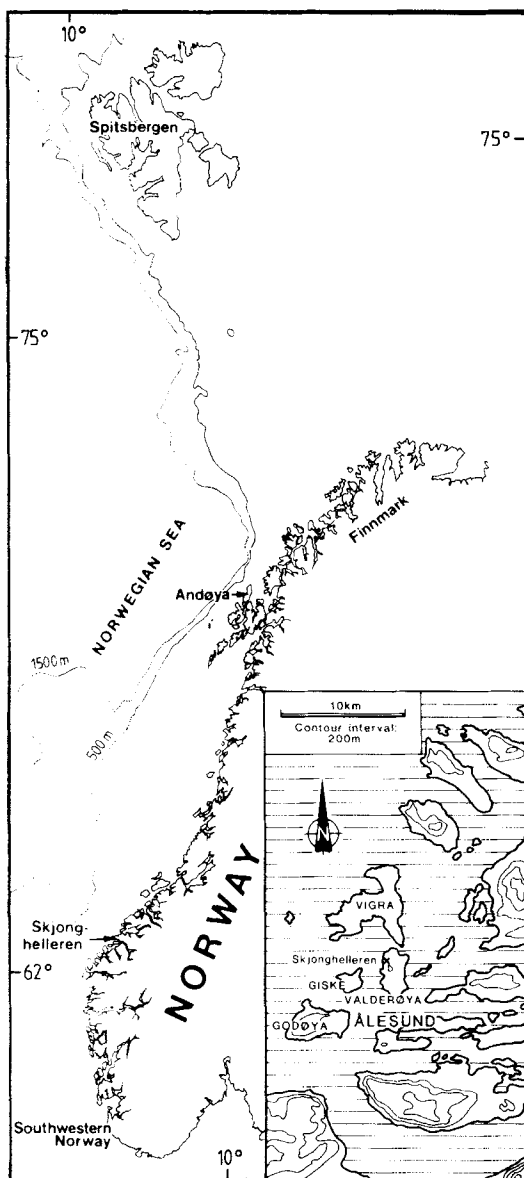 10°
Spitsbergen
75°
75°
Finnmark
Andøya
NORWEGIAN SEA
1500m
500m
10km
Contour interval:
200m
N
NORWAY
VIGRA
Skjong-
helleren
Skjonghelleren
62°
GISKE
VALDERØYA
GODØYA
ÅLESUND
Southwestern
Norway
10°